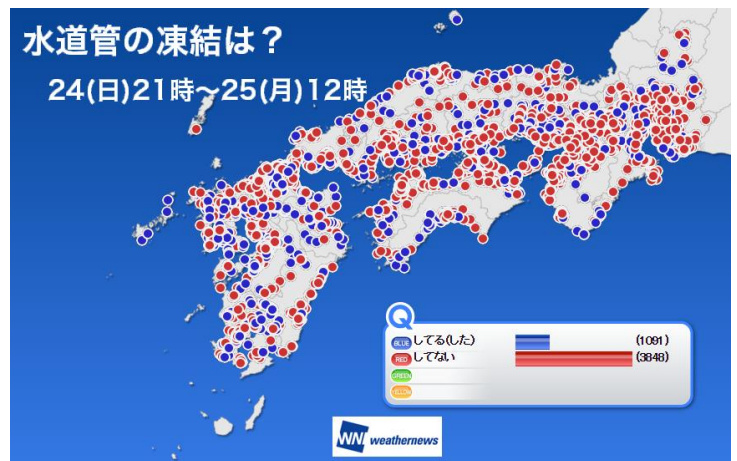 水道管の凍結は？
24(日)21時〜25(月)12時
Q
BLUE してる(した) (1091)
RED してない (3848)
GREEN
YELLOW
WNI weathernews